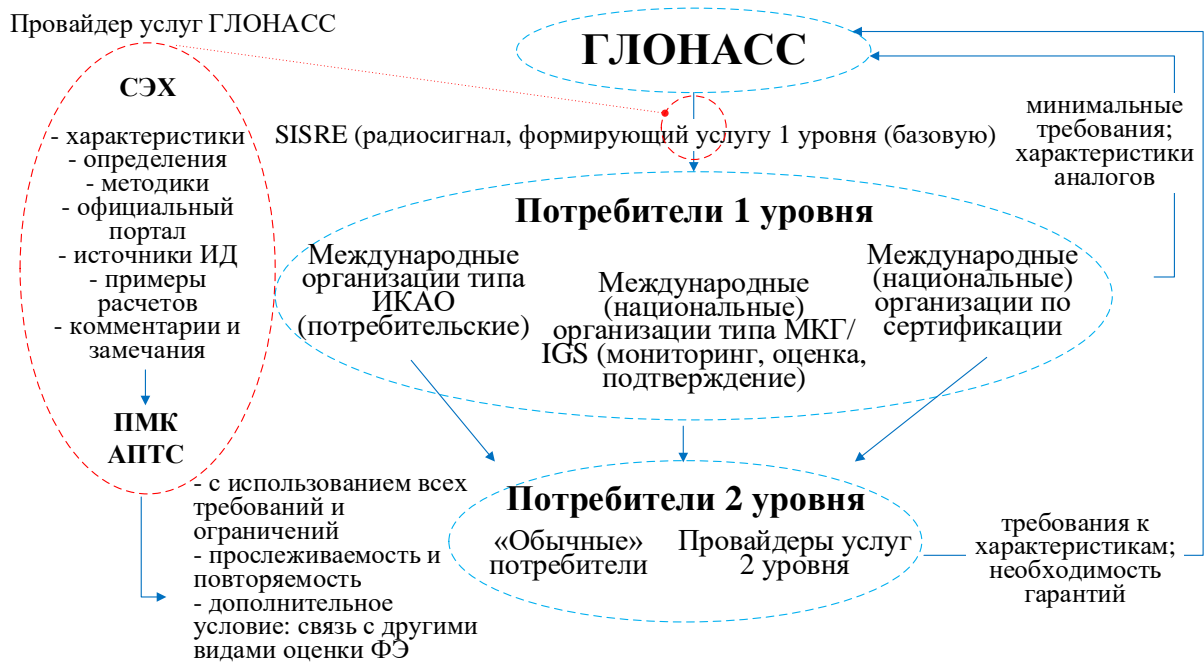 Провайдер услуг ГЛОНАСС
СЭХ
- характеристики
- определения
- методики
- официальный
портал
- источники ИД
- примеры
расчетов
- комментарии и
замечания
ПМК
АПТС
- с использованием всех
требований и
ограничений
- прослеживаемость и
повторяемость
- дополнительное
условие: связь с другими
видами оценки ФЭ
ГЛОНАСС
SISRE (радиосигнал, формирующий услугу 1 уровня (базовую)
Потребители 1 уровня
Международные
организации типа
ИКАО
(потребительские)
Международные
(национальные)
организации типа МКГ/
IGS (мониторинг, оценка,
подтверждение)
Международные
(национальные)
организации по
сертификации
Потребители 2 уровня
«Обычные»
потребители
Провайдеры услуг
2 уровня
минимальные
требования;
характеристики
аналогов
требования к
характеристикам;
необходимость
гарантий